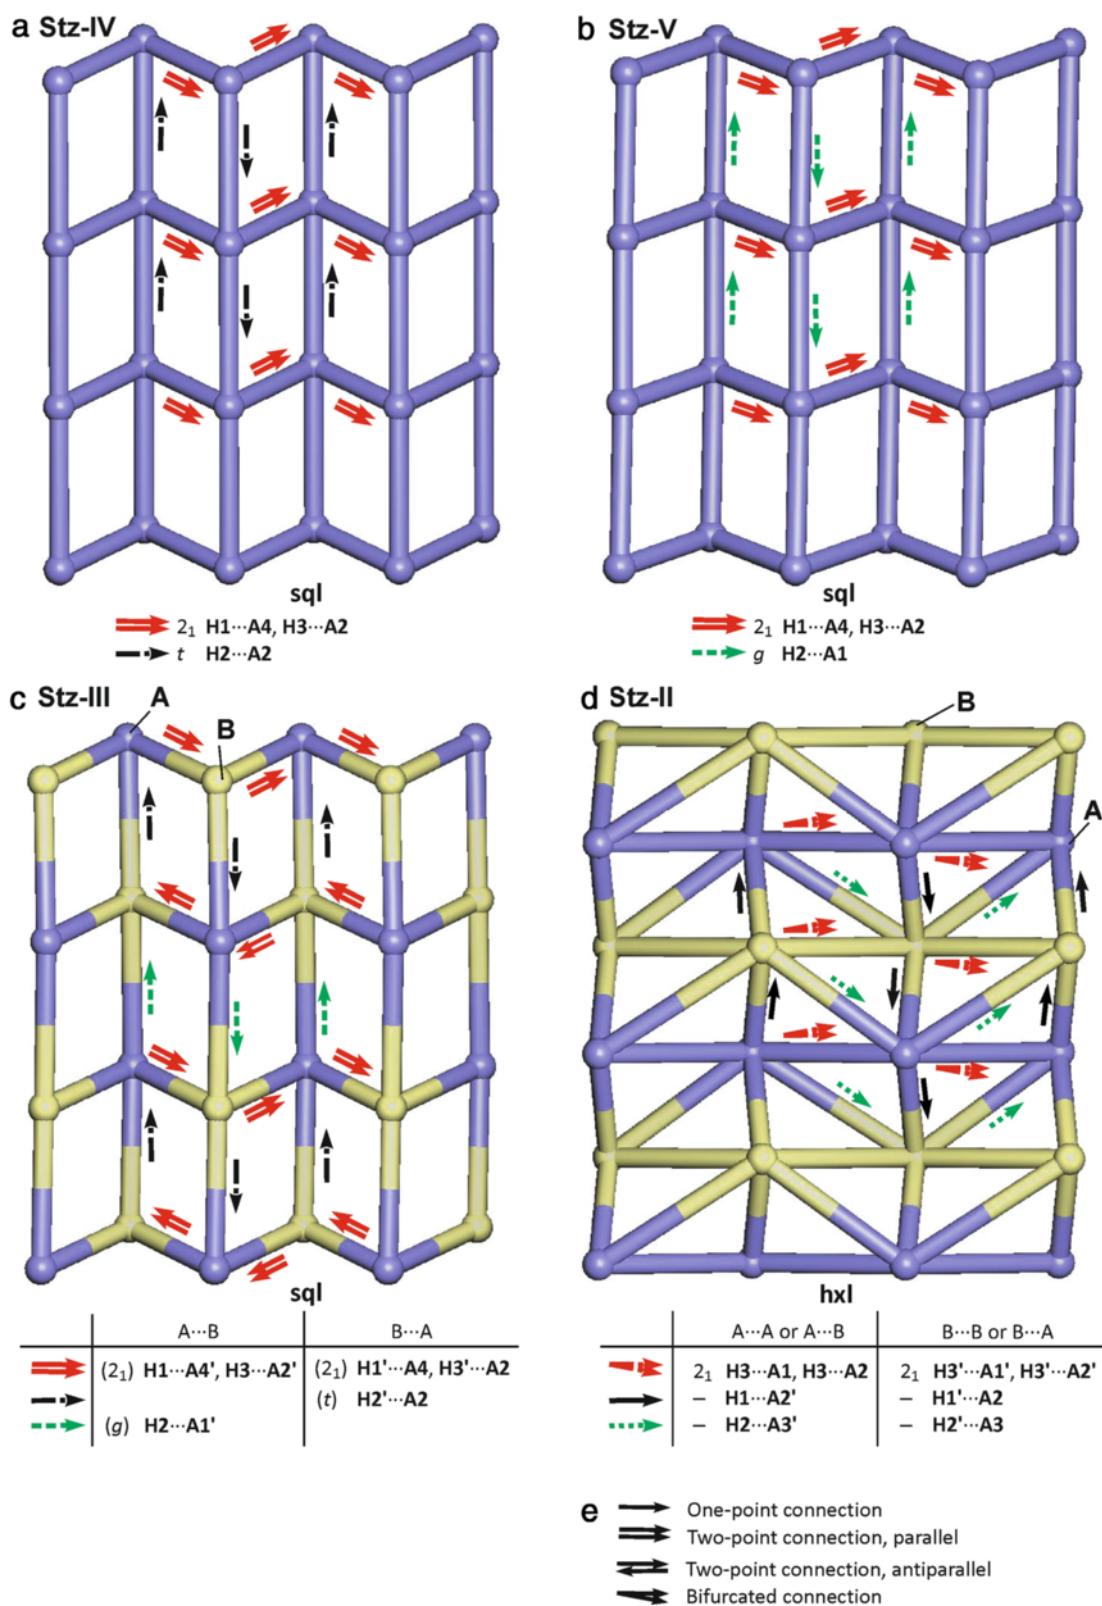 a Stz-IV
b Stz-V
sql
2₁ H1···A4, H3···A2
t H2···A2
sql
2₁ H1···A4, H3···A2
g H2···A1
c Stz-III
A
B
d Stz-II
B
A
sql
A···B B···A
(2₁) H1···A4', H3···A2' (2₁) H1'···A4, H3'···A2
(t) H2'···A2
(g) H2···A1'
hxl
A···A or A···B B···B or B···A
2₁ H3···A1, H3···A2 2₁ H3'···A1', H3'···A2'
– H1···A2' – H1'···A2
– H2···A3' – H2'···A3
e One-point connection
Two-point connection, parallel
Two-point connection, antiparallel
Bifurcated connection